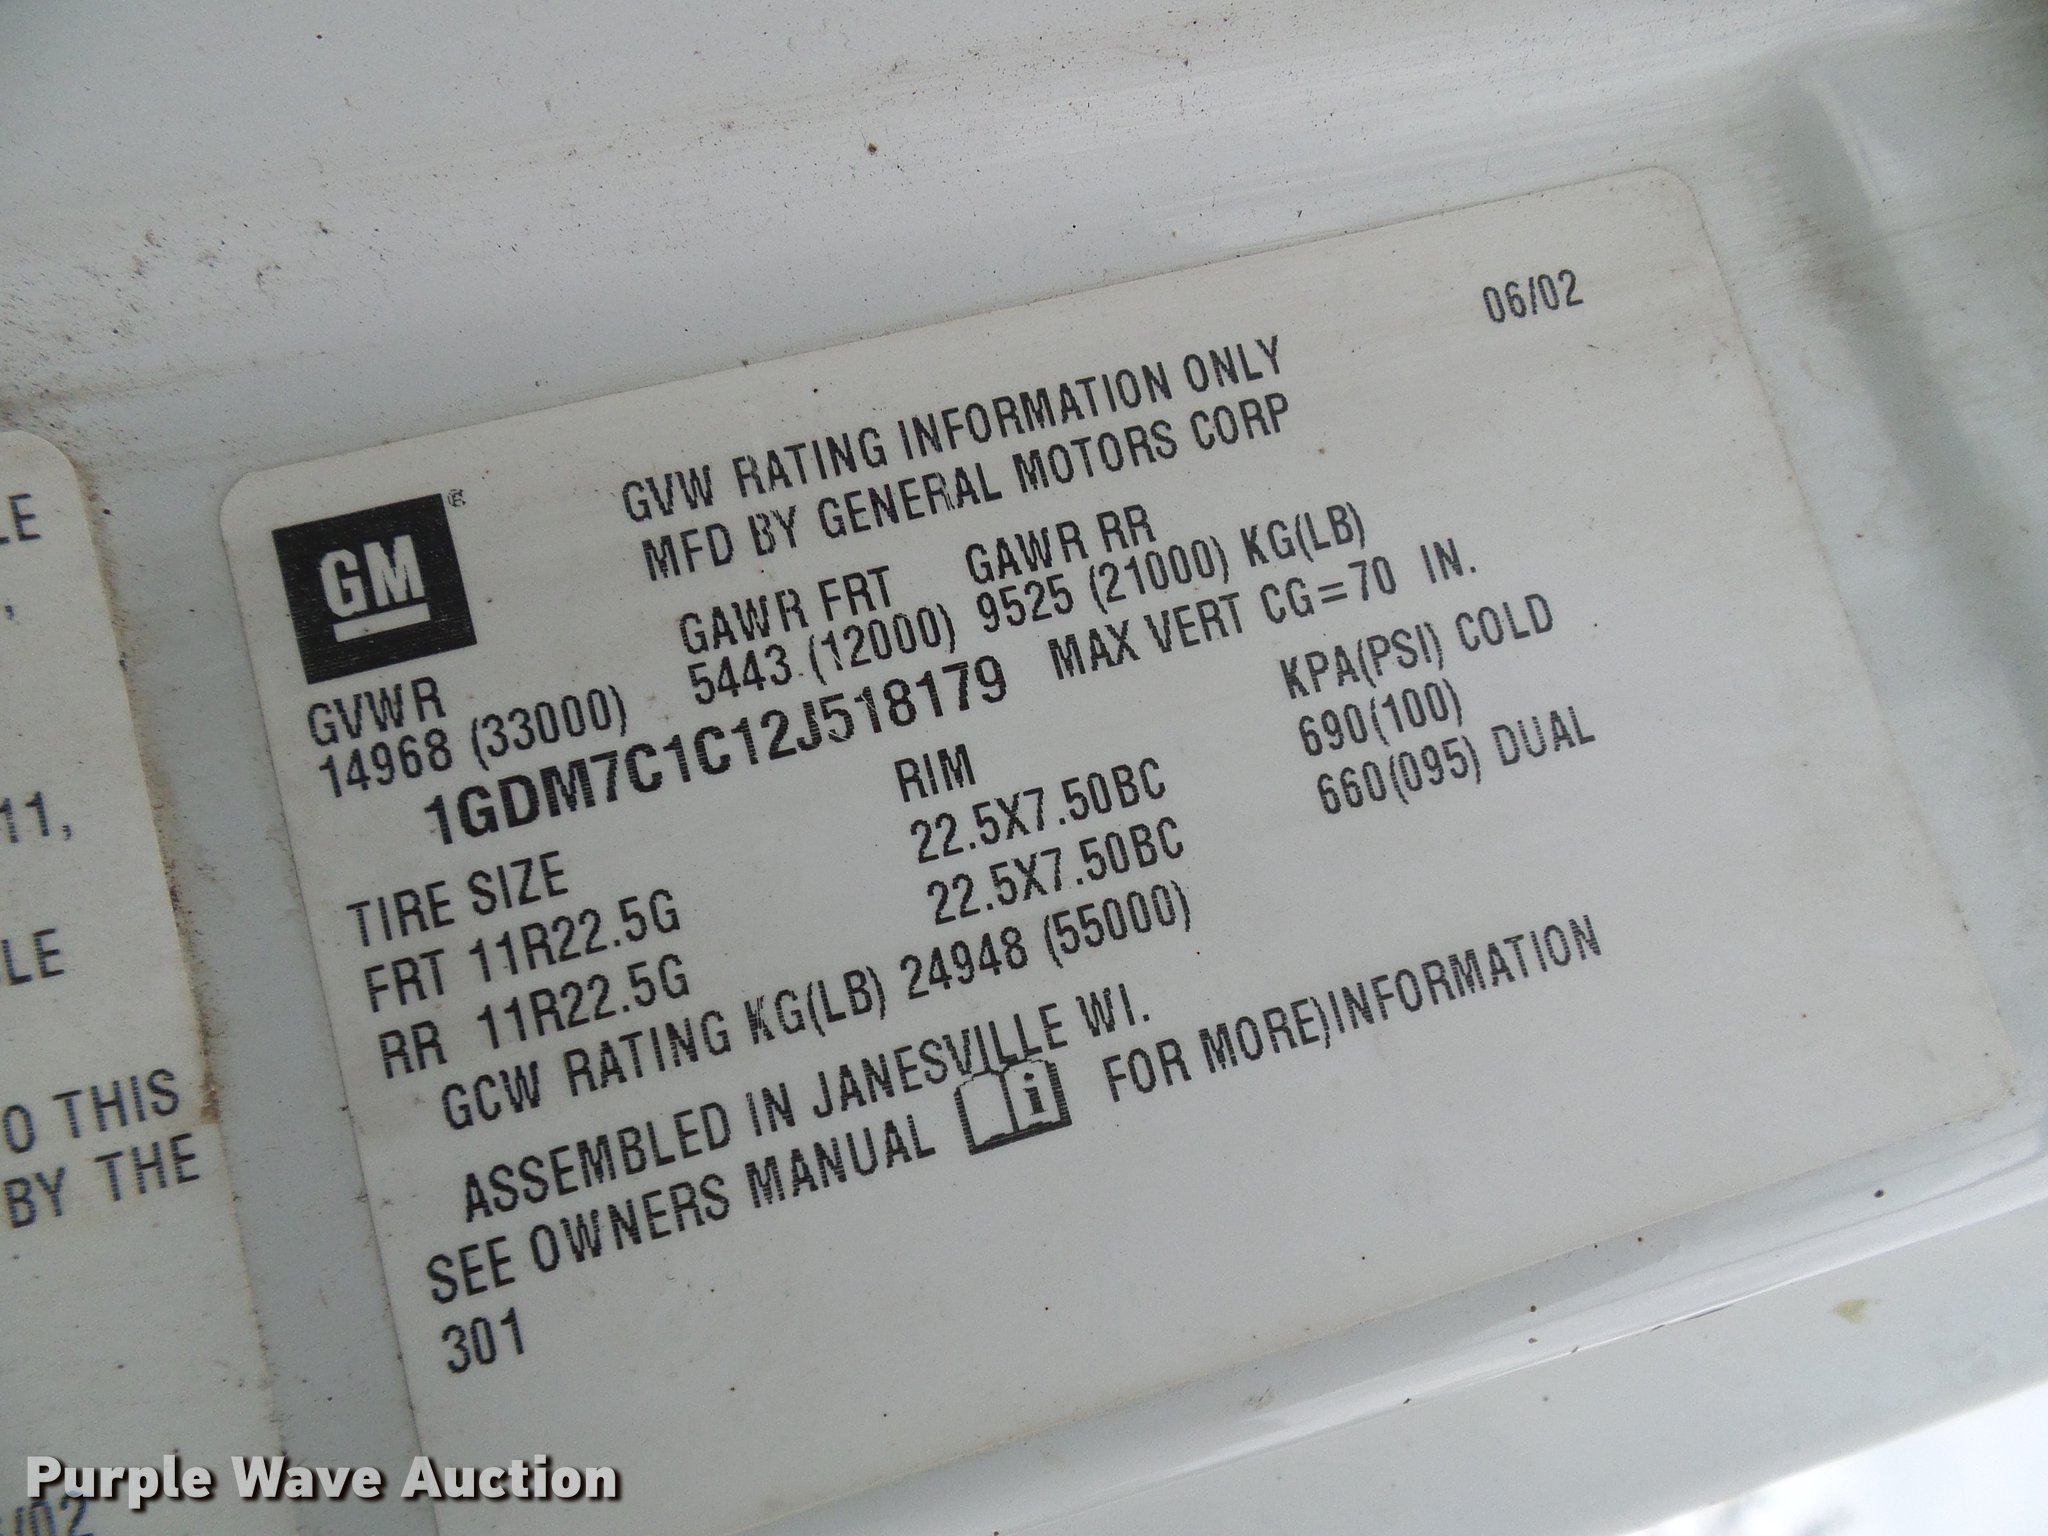 06/02
GM
GVW RATING INFORMATION ONLY
MFD BY GENERAL MOTORS CORP
GVWR GAWR FRT GAWR RR
14968 (33000) 5443 (12000) 9525 (21000) KG(LB)
1GDM7C1C12J518179 MAX VERT CG=70 IN.
TIRE SIZE RIM KPA(PSI) COLD
FRT 11R22.5G 22.5X7.50BC 690(100)
RR 11R22.5G 22.5X7.50BC 660(095) DUAL
GCW RATING KG(LB) 24948 (55000)
ASSEMBLED IN JANESVILLE WI.
SEE OWNERS MANUAL i FOR MORE)INFORMATION
301
LE
,
11,
LE
O THIS
BY THE
/02
Purple Wave Auction